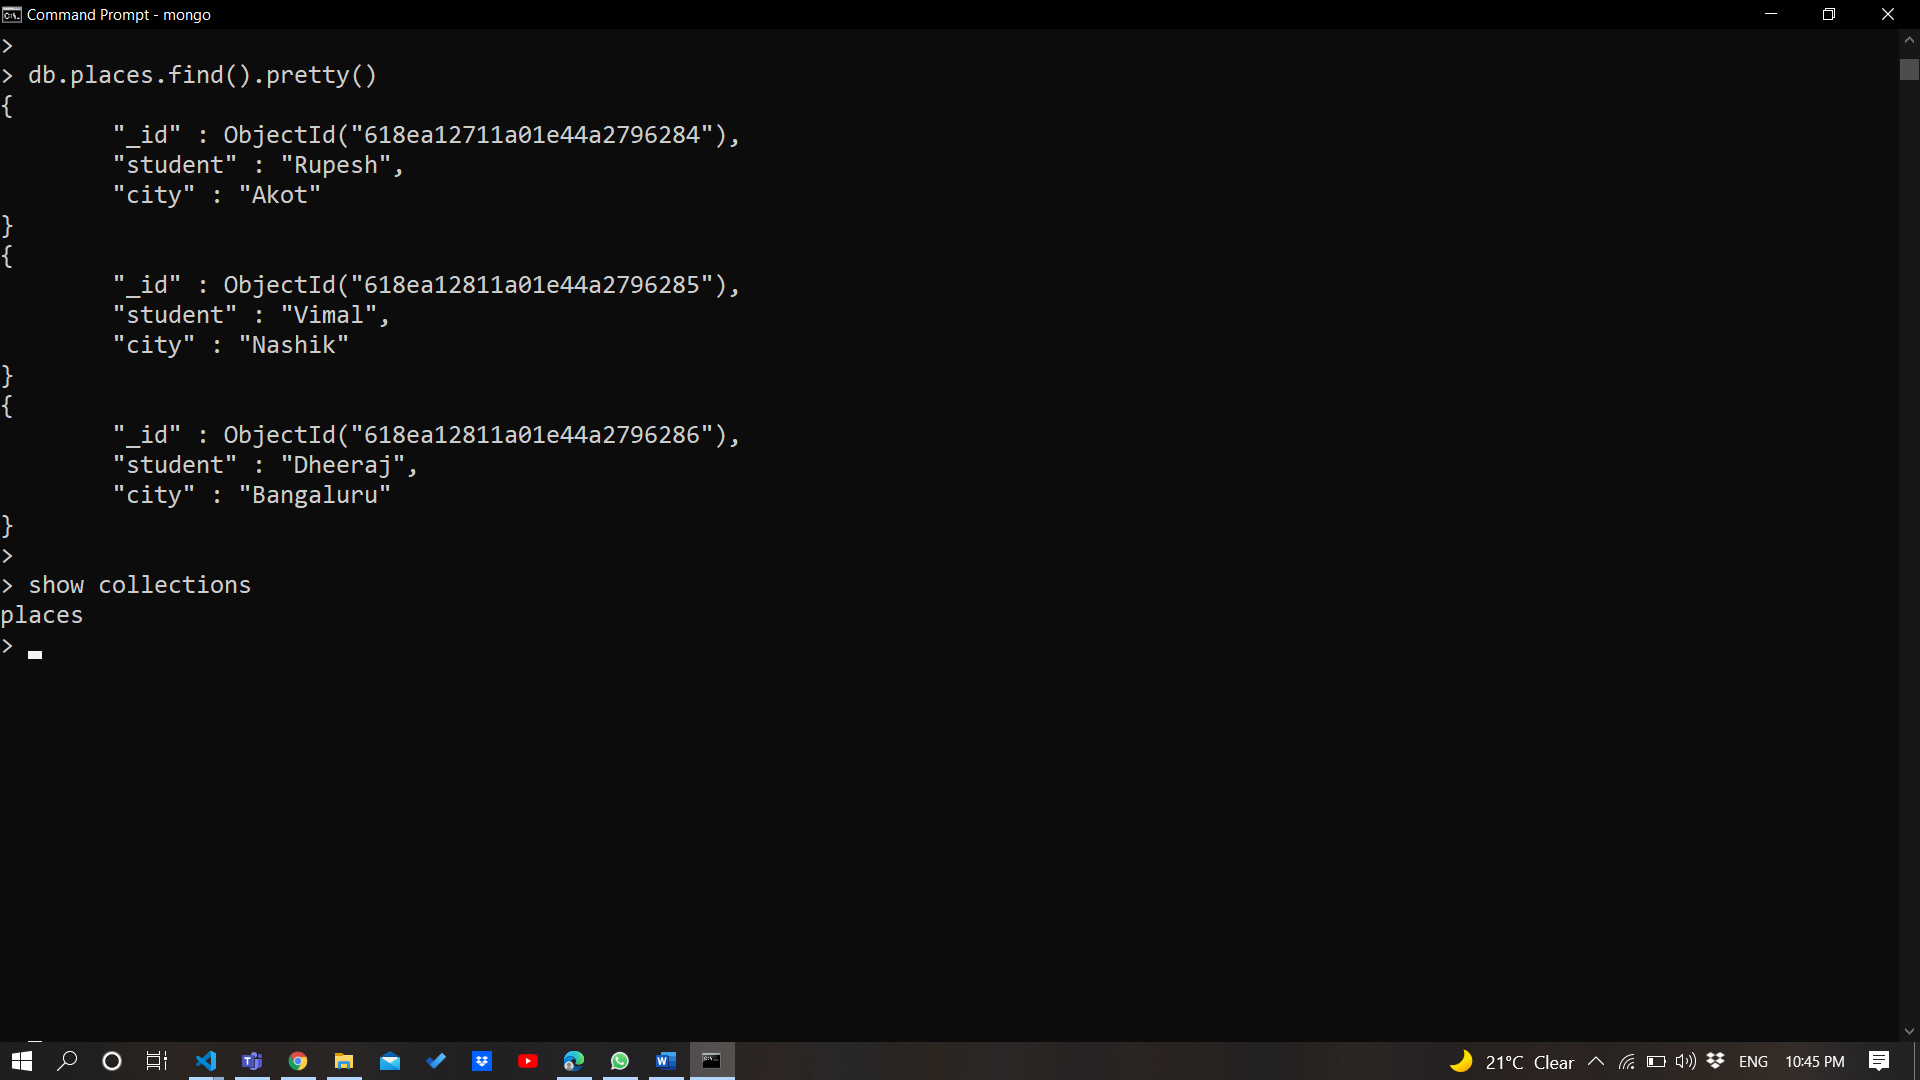 Command Prompt - mongo
>
> db.places.find().pretty()
{
        "_id" : ObjectId("618ea12711a01e44a2796284"),
        "student" : "Rupesh",
        "city" : "Akot"
}
{
        "_id" : ObjectId("618ea12811a01e44a2796285"),
        "student" : "Vimal",
        "city" : "Nashik"
}
{
        "_id" : ObjectId("618ea12811a01e44a2796286"),
        "student" : "Dheeraj",
        "city" : "Bangaluru"
}
>
> show collections
places
>
21°C Clear ENG 10:45 PM